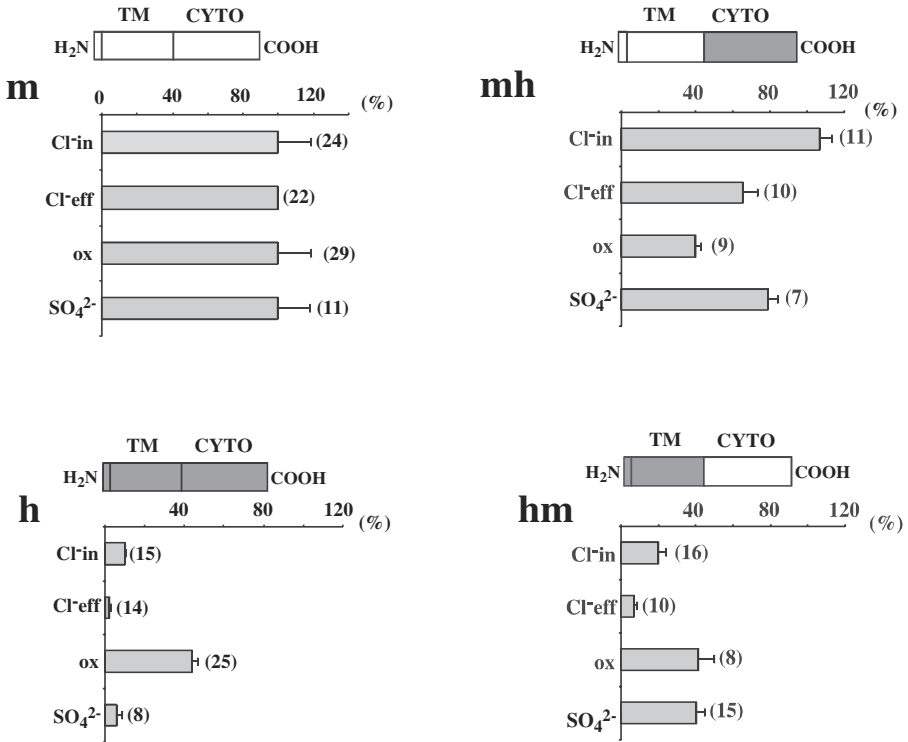 TM CYTO
H₂N COOH
m
0 40 80 120 (%)
Cl⁻in (24)
Cl⁻eff (22)
ox (29)
SO₄²⁻ (11)
TM CYTO
H₂N COOH
mh
40 80 120
(%)
Cl⁻in (11)
Cl⁻eff (10)
ox (9)
SO₄²⁻ (7)
TM CYTO
H₂N COOH
h
40 80 120 (%)
Cl⁻in (15)
Cl⁻eff (14)
ox (25)
SO₄²⁻ (8)
TM CYTO
H₂N COOH
hm
40 80 120 (%)
Cl⁻in (16)
Cl⁻eff (10)
ox (8)
SO₄²⁻ (15)